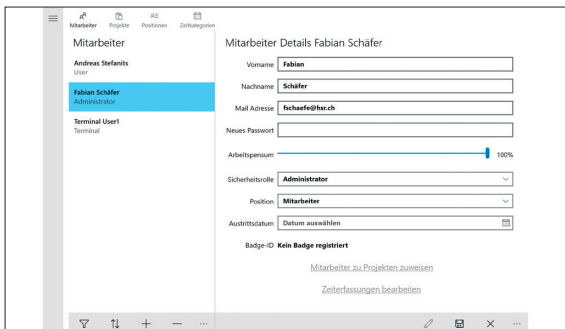 Mitarbeiter Projekte Positionen Zeitkategorien
Mitarbeiter
Andreas Stefanits
User
Fabian Schäfer
Administrator
Terminal User1
Terminal
Mitarbeiter Details Fabian Schäfer
Vorname Fabian
Nachname Schäfer
Mail Adresse fschaefe@hsr.ch
Neues Passwort
Arbeitspensum 100%
Sicherheitsrolle Administrator
Position Mitarbeiter
Austrittsdatum Datum auswählen
Badge-ID Kein Badge registriert
Mitarbeiter zu Projekten zuweisen
Zeiterfassungen bearbeiten